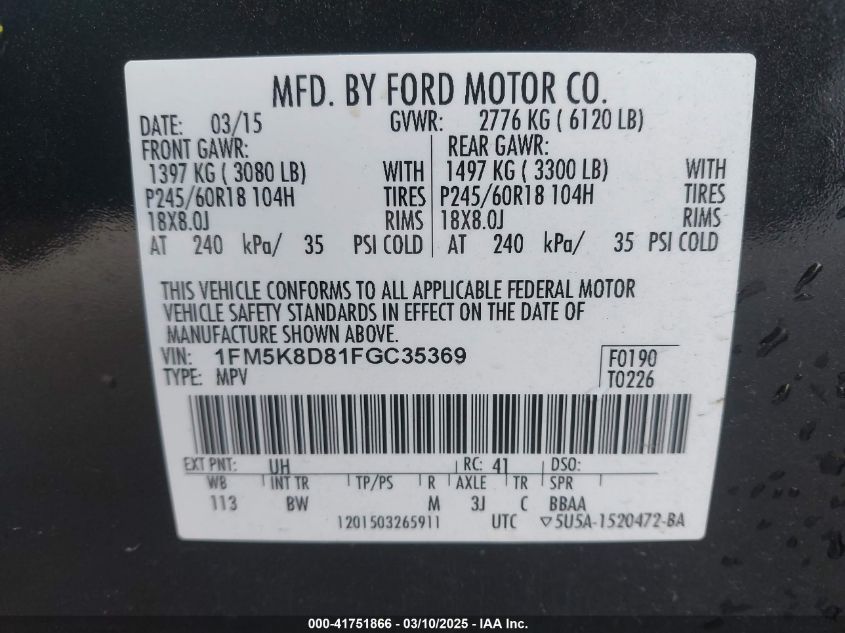 MFD. BY FORD MOTOR CO.
DATE: 03/15 GVWR: 2776 KG ( 6120 LB)
FRONT GAWR: REAR GAWR:
1397 KG ( 3080 LB) WITH 1497 KG ( 3300 LB) WITH
P245/60R18 104H TIRES P245/60R18 104H TIRES
18X8.0J RIMS 18X8.0J RIMS
AT 240 kPa/ 35 PSI COLD AT 240 kPa/ 35 PSI COLD
THIS VEHICLE CONFORMS TO ALL APPLICABLE FEDERAL MOTOR
VEHICLE SAFETY STANDARDS IN EFFECT ON THE DATE OF
MANUFACTURE SHOWN ABOVE.
VIN: 1FM5K8D81FGC35369 F0190
TYPE: MPV T0226
EXT PNT: UH RC: 41 DSO:
WB INT TR TP/PS R AXLE TR SPR
113 BW M 3J C BBAA
1201503265911 UTC ▽5U5A-1520472-BA
000-41751866 - 03/10/2025 - IAA Inc.